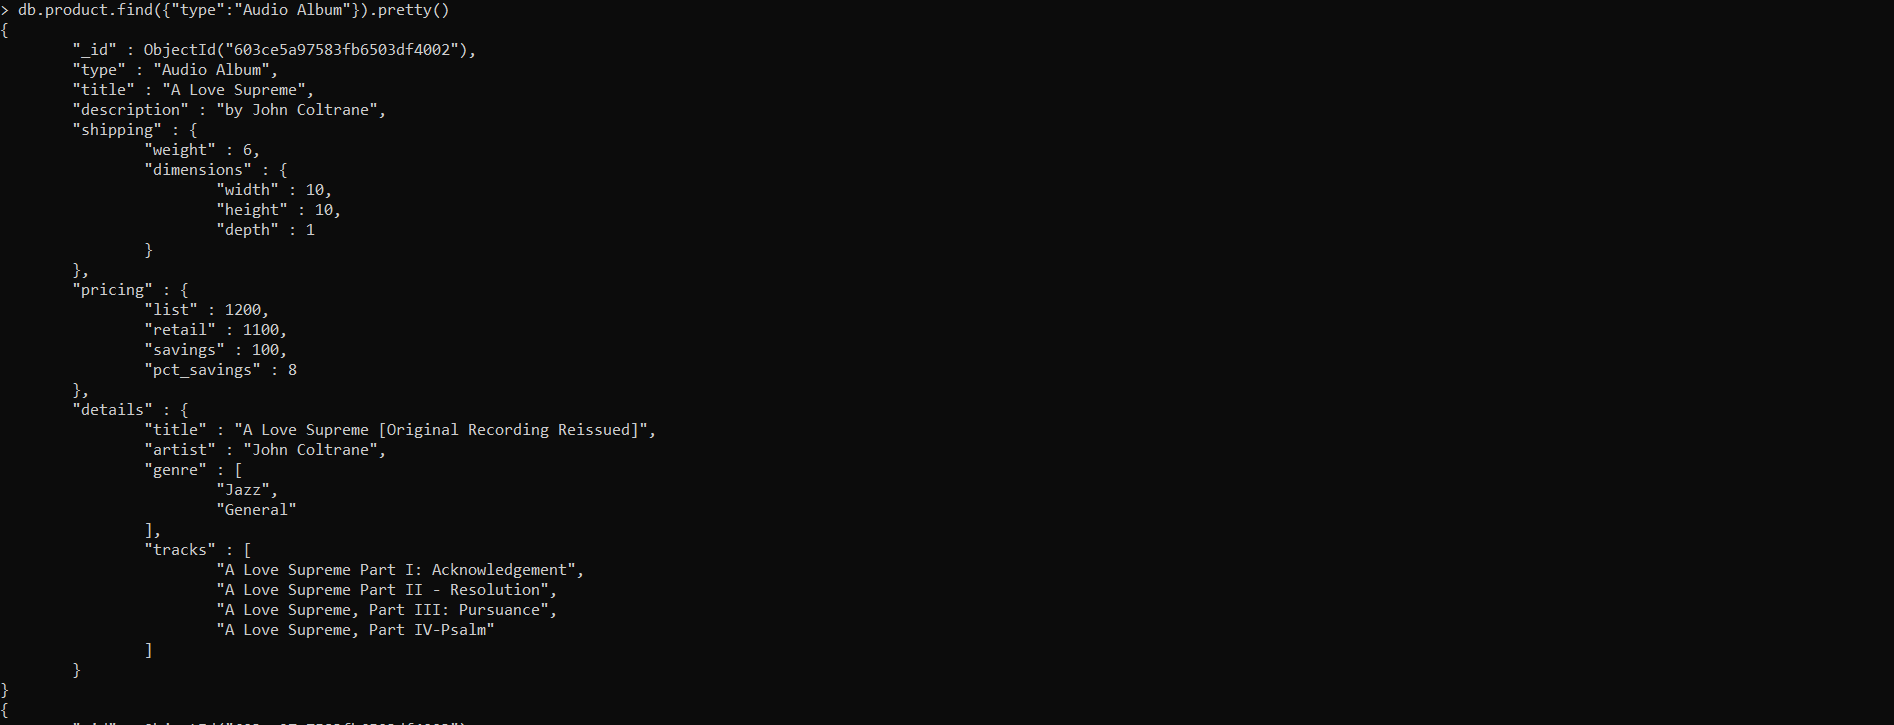 > db.product.find({"type":"Audio Album"}).pretty()
{
        "_id" : ObjectId("603ce5a97583fb6503df4002"),
        "type" : "Audio Album",
        "title" : "A Love Supreme",
        "description" : "by John Coltrane",
        "shipping" : {
                "weight" : 6,
                "dimensions" : {
                        "width" : 10,
                        "height" : 10,
                        "depth" : 1
                }
        },
        "pricing" : {
                "list" : 1200,
                "retail" : 1100,
                "savings" : 100,
                "pct_savings" : 8
        },
        "details" : {
                "title" : "A Love Supreme [Original Recording Reissued]",
                "artist" : "John Coltrane",
                "genre" : [
                        "Jazz",
                        "General"
                ],
                "tracks" : [
                        "A Love Supreme Part I: Acknowledgement",
                        "A Love Supreme Part II - Resolution",
                        "A Love Supreme, Part III: Pursuance",
                        "A Love Supreme, Part IV-Psalm"
                ]
        }
}
{